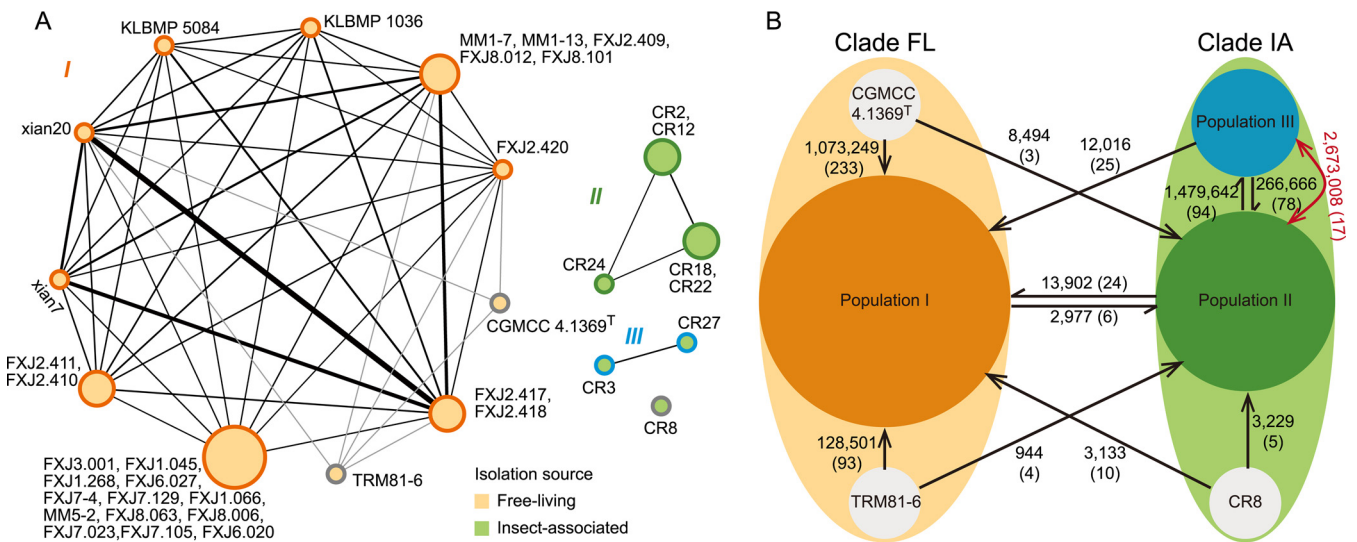 A
KLBMP 5084
KLBMP 1036
MM1-7, MM1-13, FXJ2.409,
FXJ8.012, FXJ8.101
I
xian20
FXJ2.420
xian7
CGMCC 4.1369T
FXJ2.411,
FXJ2.410
FXJ2.417,
FXJ2.418
TRM81-6
FXJ3.001, FXJ1.045,
FXJ1.268, FXJ6.027,
FXJ7-4, FXJ7.129, FXJ1.066,
MM5-2, FXJ8.063, FXJ8.006,
FXJ7.023,FXJ7.105, FXJ6.020
CR2,
CR12
II
CR24
CR18,
CR22
III
CR27
CR3
CR8
Isolation source
Free-living
Insect-associated
B
Clade FL
Clade IA
CGMCC
4.1369T
Population III
8,494
(3)
12,016
(25)
1,073,249
(233)
1,479,642
(94)
266,666
(78)
2,673,008 (17)
Population I
13,902 (24)
2,977 (6)
Population II
128,501
(93)
944
(4)
3,133
(10)
3,229
(5)
TRM81-6
CR8